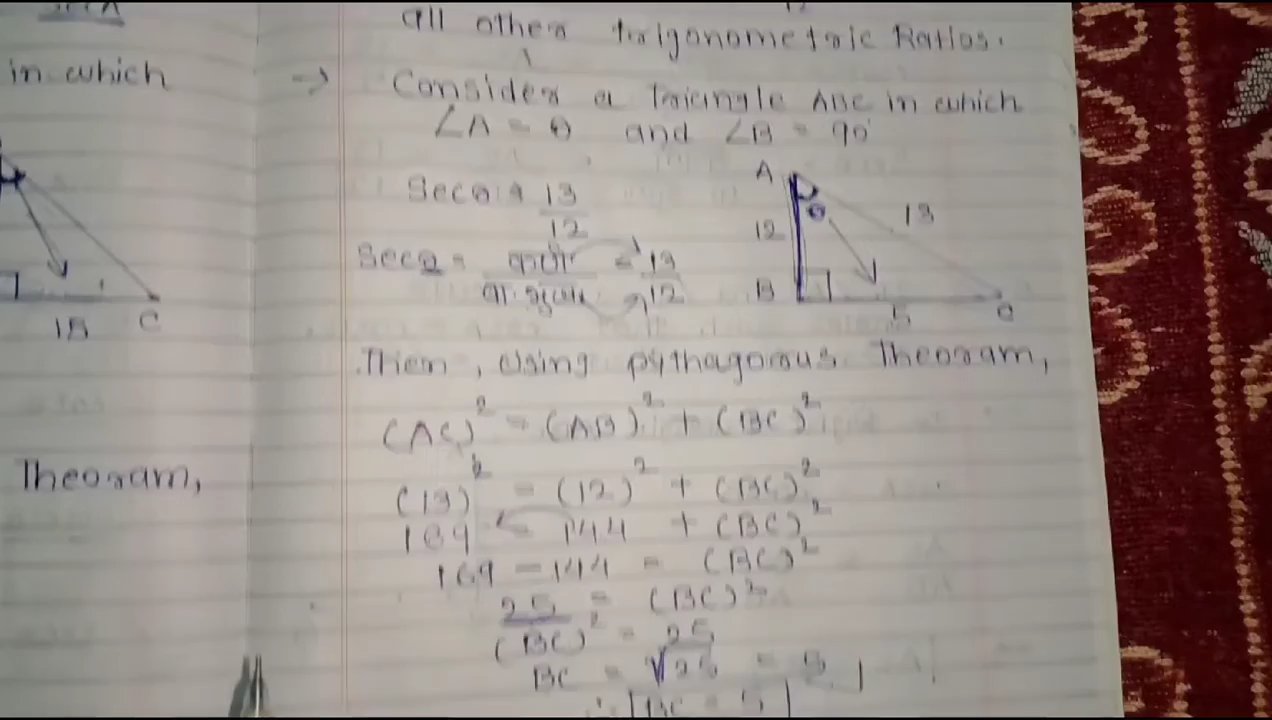 in which
15 C
Theoram,
all other trigonometric Ratios.
→ Consider a Triangle ABC in which
∠A = θ and ∠B = 90°
Secθ = 13/12
= 13/12
A
θ
12
13
B
5
C
Then, Using pythagorus Theoram,
(AC)² = (AB)² + (BC)²
(13)² = (12)² + (BC)²
169 = 144 + (BC)²
169 - 144 = (BC)²
25 = (BC)²
(BC)² = 25
BC = √25 = 5
∴ BC = 5